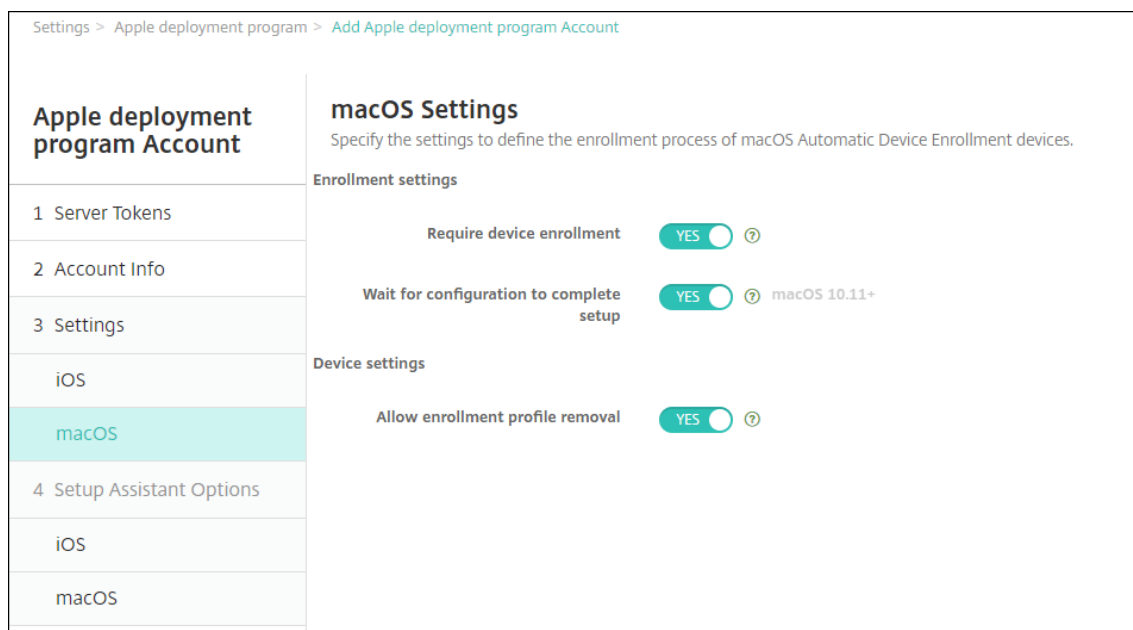 Settings > Apple deployment program > Add Apple deployment program Account
Apple deployment
program Account
1 Server Tokens
2 Account Info
3 Settings
iOS
macOS
4 Setup Assistant Options
iOS
macOS
macOS Settings
Specify the settings to define the enrollment process of macOS Automatic Device Enrollment devices.
Enrollment settings
Require device enrollment YES ?
Wait for configuration to complete
setup YES ? macOS 10.11+
Device settings
Allow enrollment profile removal YES ?